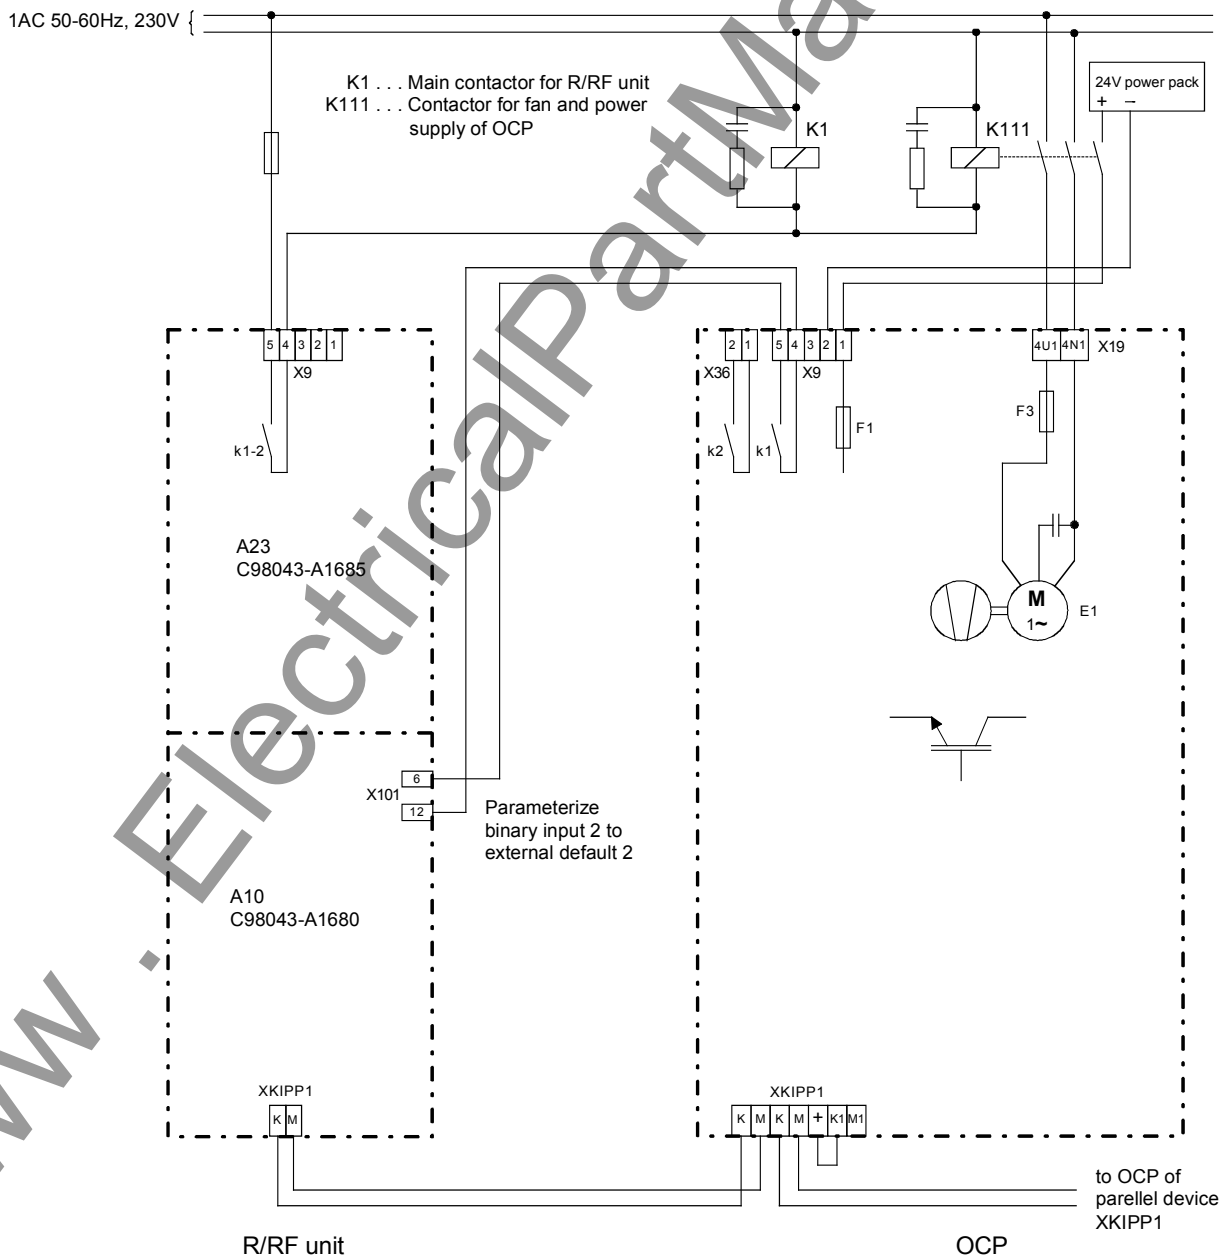 1AC 50-60Hz, 230V {
K1 . . . Main contactor for R/RF unit
K111 . . . Contactor for fan and power
supply of OCP
24V power pack
+ −
K1
K111
5 4 3 2 1
X9
2 1
X36
5 4 3 2 1
X9
4U1 4N1
X19
k1-2
k2
k1
F1
F3
A23
C98043-A1685
M
1~
E1
6
X101
12
Parameterize
binary input 2 to
external default 2
A10
C98043-A1680
XKIPP1
K M
XKIPP1
K M K M + K1 M1
to OCP of
parellel device
XKIPP1
R/RF unit
OCP
www . ElectricalPartMa